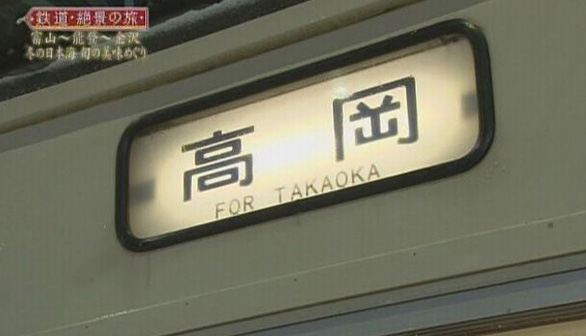 鉄道・絶景の旅
富山〜能登〜金沢
冬の日本海 旬の美味めぐり
高岡
FOR TAKAOKA